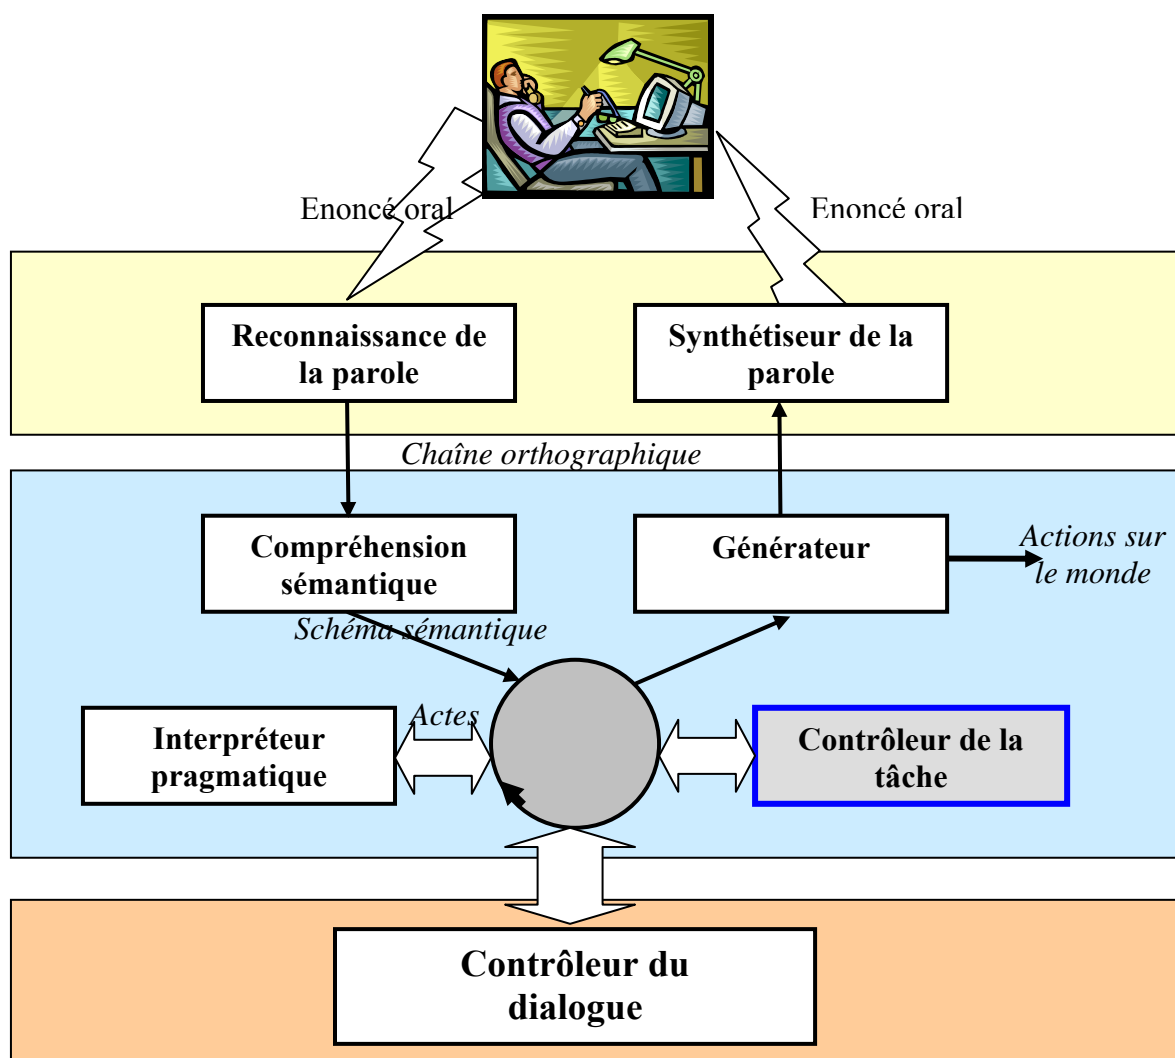 Enoncé oral
Enoncé oral
Reconnaissance de
la parole
Synthétiseur de la
parole
Chaîne orthographique
Compréhension
sémantique
Générateur
Actions sur
le monde
Schéma sémantique
Actes
Interpréteur
pragmatique
Contrôleur de la
tâche
Contrôleur du
dialogue